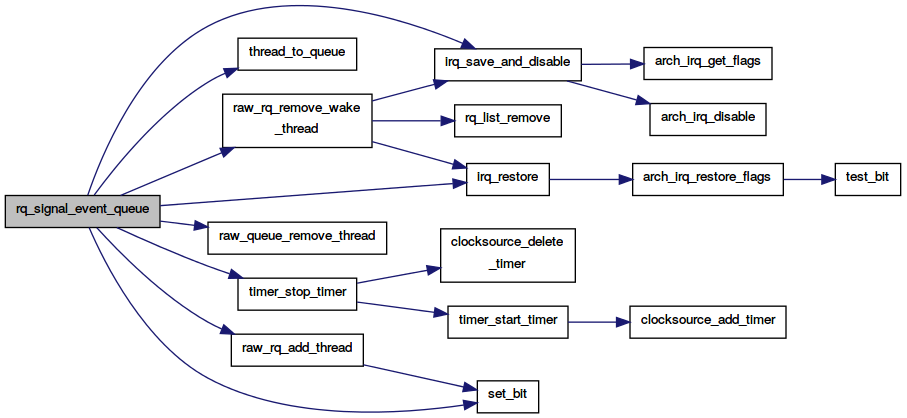 thread_to_queue
irq_save_and_disable
arch_irq_get_flags
raw_rq_remove_wake
_thread
rq_list_remove
arch_irq_disable
irq_restore
arch_irq_restore_flags
test_bit
rq_signal_event_queue
raw_queue_remove_thread
clocksource_delete
_timer
timer_stop_timer
timer_start_timer
clocksource_add_timer
raw_rq_add_thread
set_bit